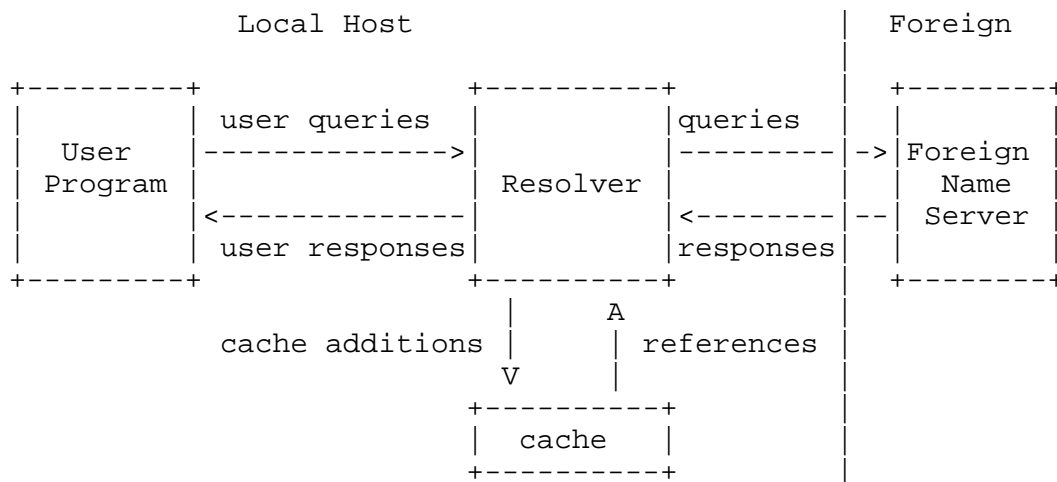 Local Host | Foreign
|
+---------+ +----------+ | +--------+
| | user queries | |queries | | |
| User |-------------->| |---------|->|Foreign |
| Program | | Resolver | | | Name |
| |<--------------| |<--------|--| Server |
| | user responses| |responses| | |
+---------+ +----------+ | +--------+
| A |
cache additions | | references |
V | |
+----------+ |
| cache | |
+----------+ |